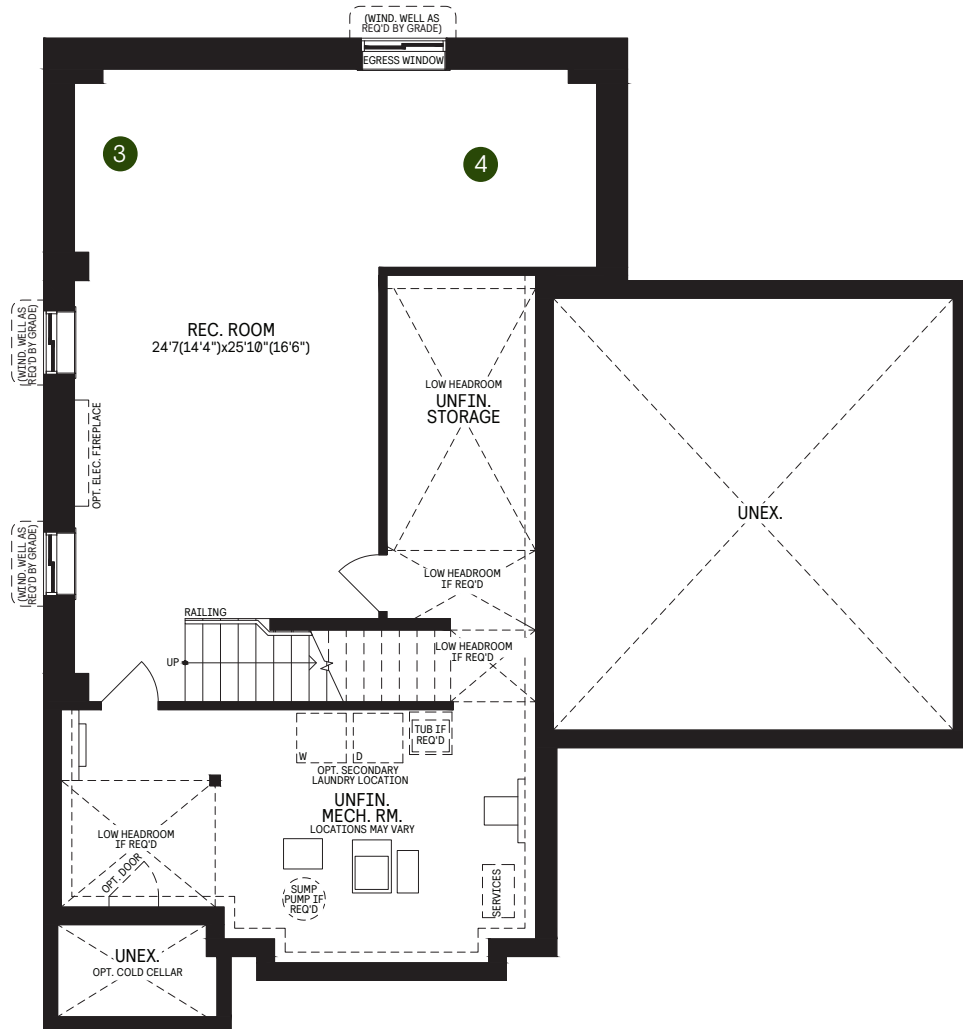 (WIND. WELL AS
REQ'D BY GRADE)
EGRESS WINDOW
3
4
(WIND. WELL AS
REQ'D BY GRADE)
REC. ROOM
24'7(14'4")x25'10"(16'6")
LOW HEADROOM
UNFIN.
STORAGE
OPT. ELEC. FIREPLACE
UNEX.
(WIND. WELL AS
REQ'D BY GRADE)
LOW HEADROOM
IF REQ'D
RAILING
UP
LOW HEADROOM
IF REQ'D
TUB IF
REQ'D
W
D
OPT. SECONDARY
LAUNDRY LOCATION
UNFIN.
MECH. RM.
LOCATIONS MAY VARY
LOW HEADROOM
IF REQ'D
OPT. DOOR
SUMP
PUMP IF
REQ'D
SERVICES
UNEX.
OPT. COLD CELLAR